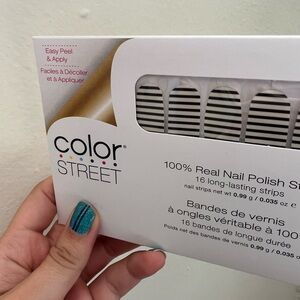 Easy Peel
& Apply
Faciles à Décoller
et à Appliquer
color
STREET
100% Real Nail Polish
16 long-lasting strips
nail strips net wt 0.99 g / 0.035 oz
Bandes de vernis
à ongles véritable à 100
16 bandes de longue durée
Poids net des bandes de vernis 0.99 g / 0.035